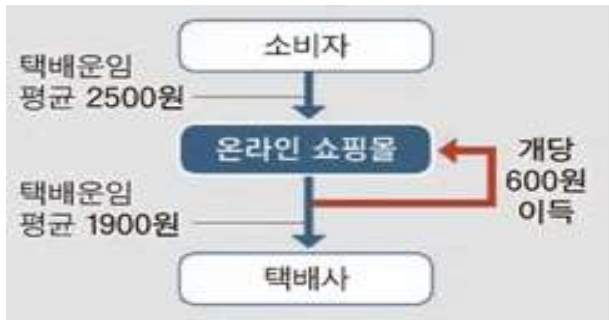 소비자
택배운임
평균 2500원
온라인 쇼핑몰
개당
600원
이득
택배운임
평균 1900원
택배사